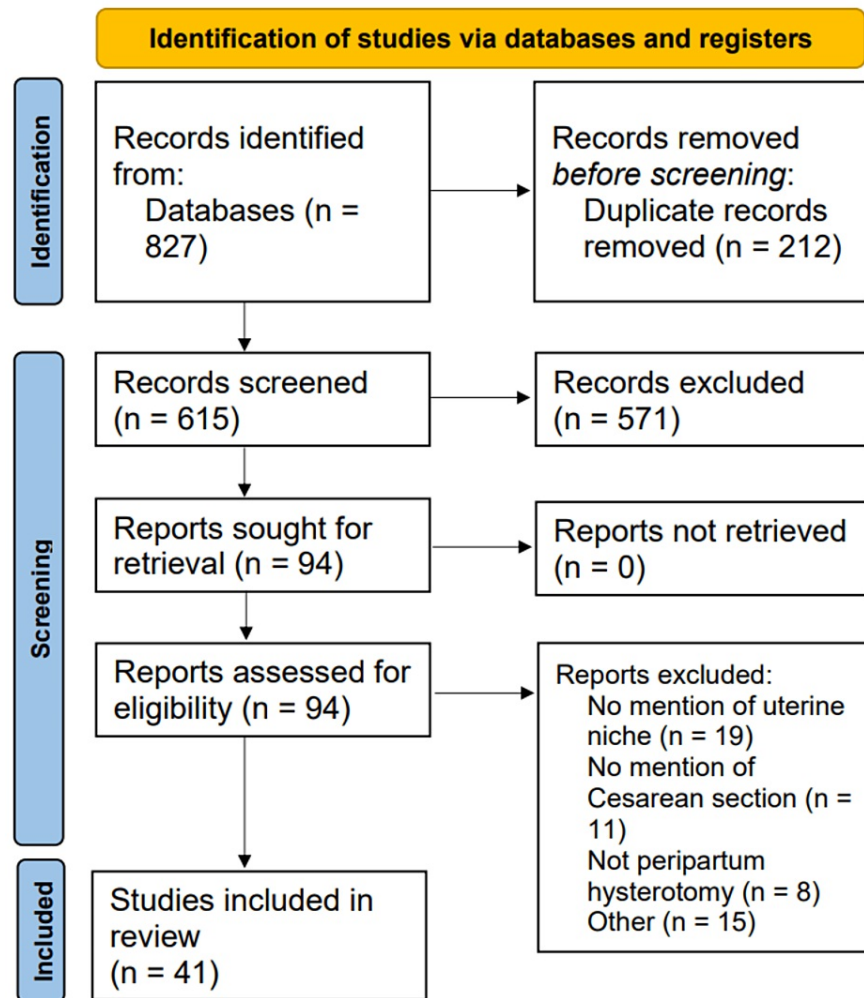 Identification of studies via databases and registers
Identification
Records identified
from:
Databases (n =
827)
Records removed
before screening:
Duplicate records
removed (n = 212)
Screening
Records screened
(n = 615)
Records excluded
(n = 571)
Reports sought for
retrieval (n = 94)
Reports not retrieved
(n = 0)
Reports assessed for
eligibility (n = 94)
Reports excluded:
No mention of uterine
niche (n = 19)
No mention of
Cesarean section (n =
11)
Not peripartum
hysterotomy (n = 8)
Other (n = 15)
Included
Studies included in
review
(n = 41)